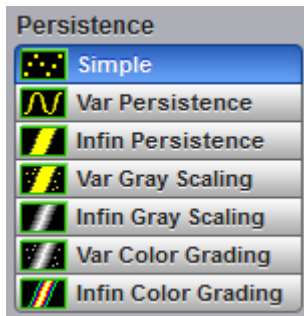 Persistence
Simple
Var Persistence
Infin Persistence
Var Gray Scaling
Infin Gray Scaling
Var Color Grading
Infin Color Grading